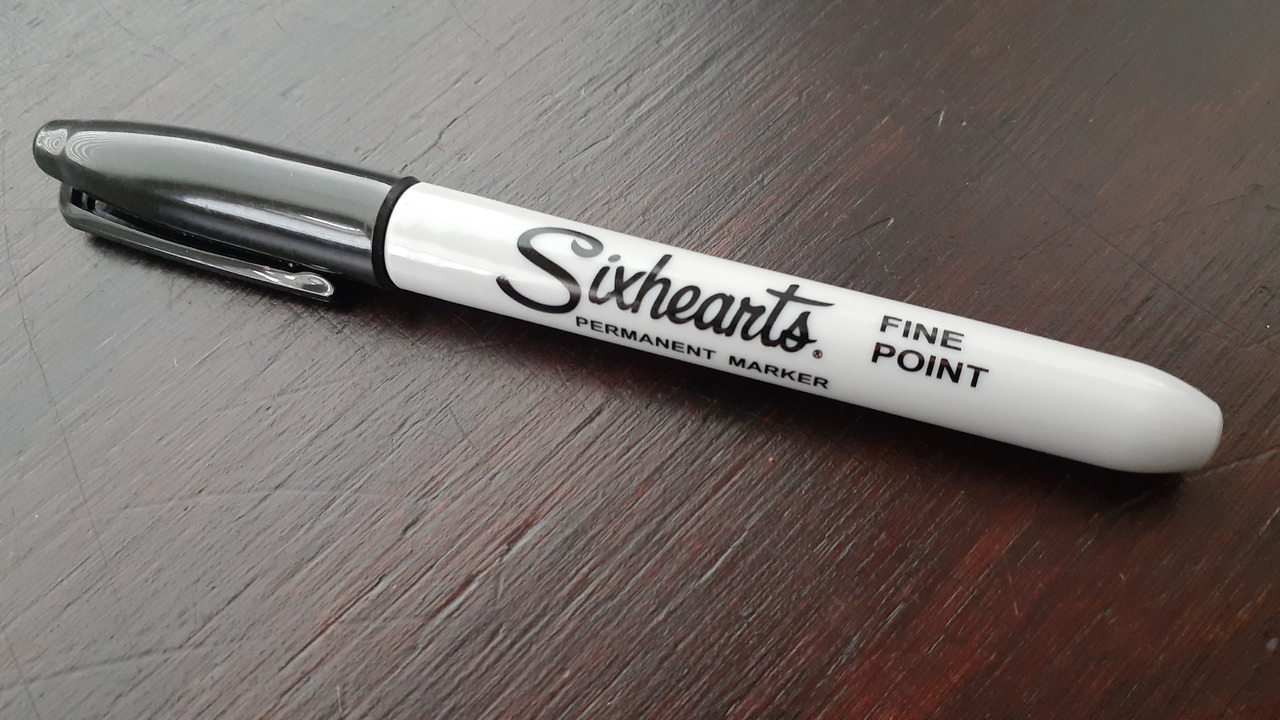 Sixhearts®
PERMANENT MARKER
FINE
POINT